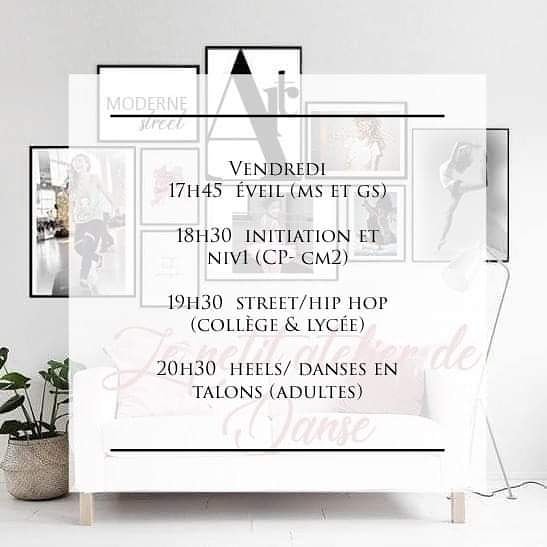 MODERNE
street
Art
VENDREDI
17H45 ÉVEIL (MS ET GS)
18H30 INITIATION ET
NIV1 (CP- CM2)
19H30 STREET/HIP HOP
(COLLÈGE & LYCÉE)
20H30 HEELS/ DANSES EN
TALONS (ADULTES)
Le petit atelier de
Danse